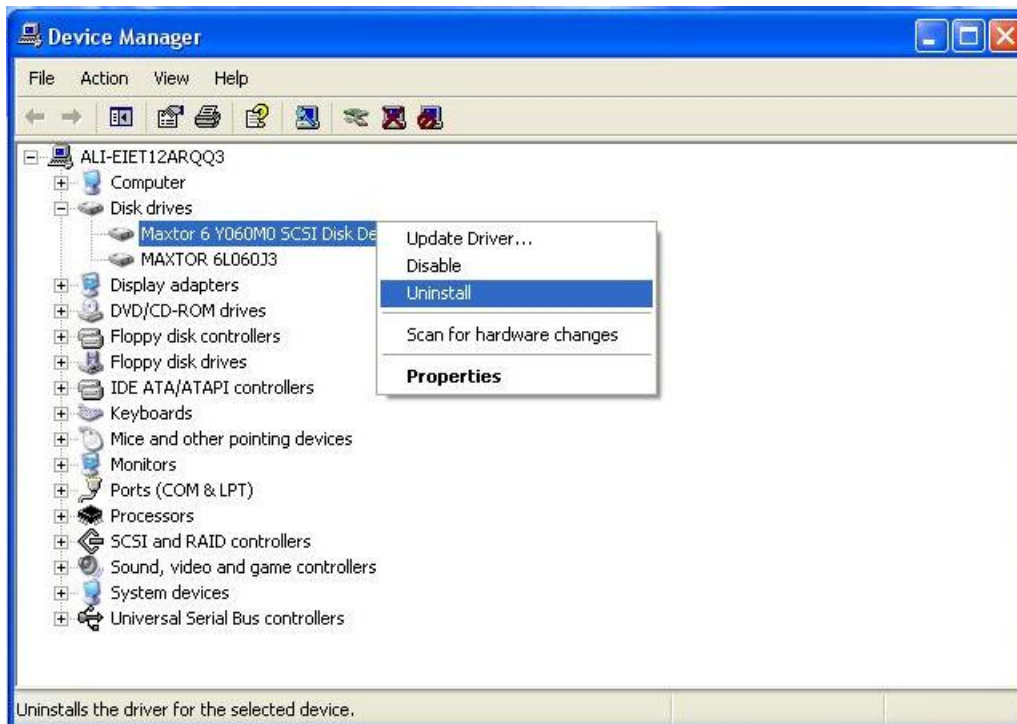 Device Manager
File Action View Help
ALI-EIET12ARQQ3
Computer
Disk drives
Maxtor 6 Y060M0 SCSI Disk De
MAXTOR 6L060J3
Display adapters
DVD/CD-ROM drives
Floppy disk controllers
Floppy disk drives
IDE ATA/ATAPI controllers
Keyboards
Mice and other pointing devices
Monitors
Ports (COM & LPT)
Processors
SCSI and RAID controllers
Sound, video and game controllers
System devices
Universal Serial Bus controllers
Update Driver...
Disable
Uninstall
Scan for hardware changes
Properties
Uninstalls the driver for the selected device.